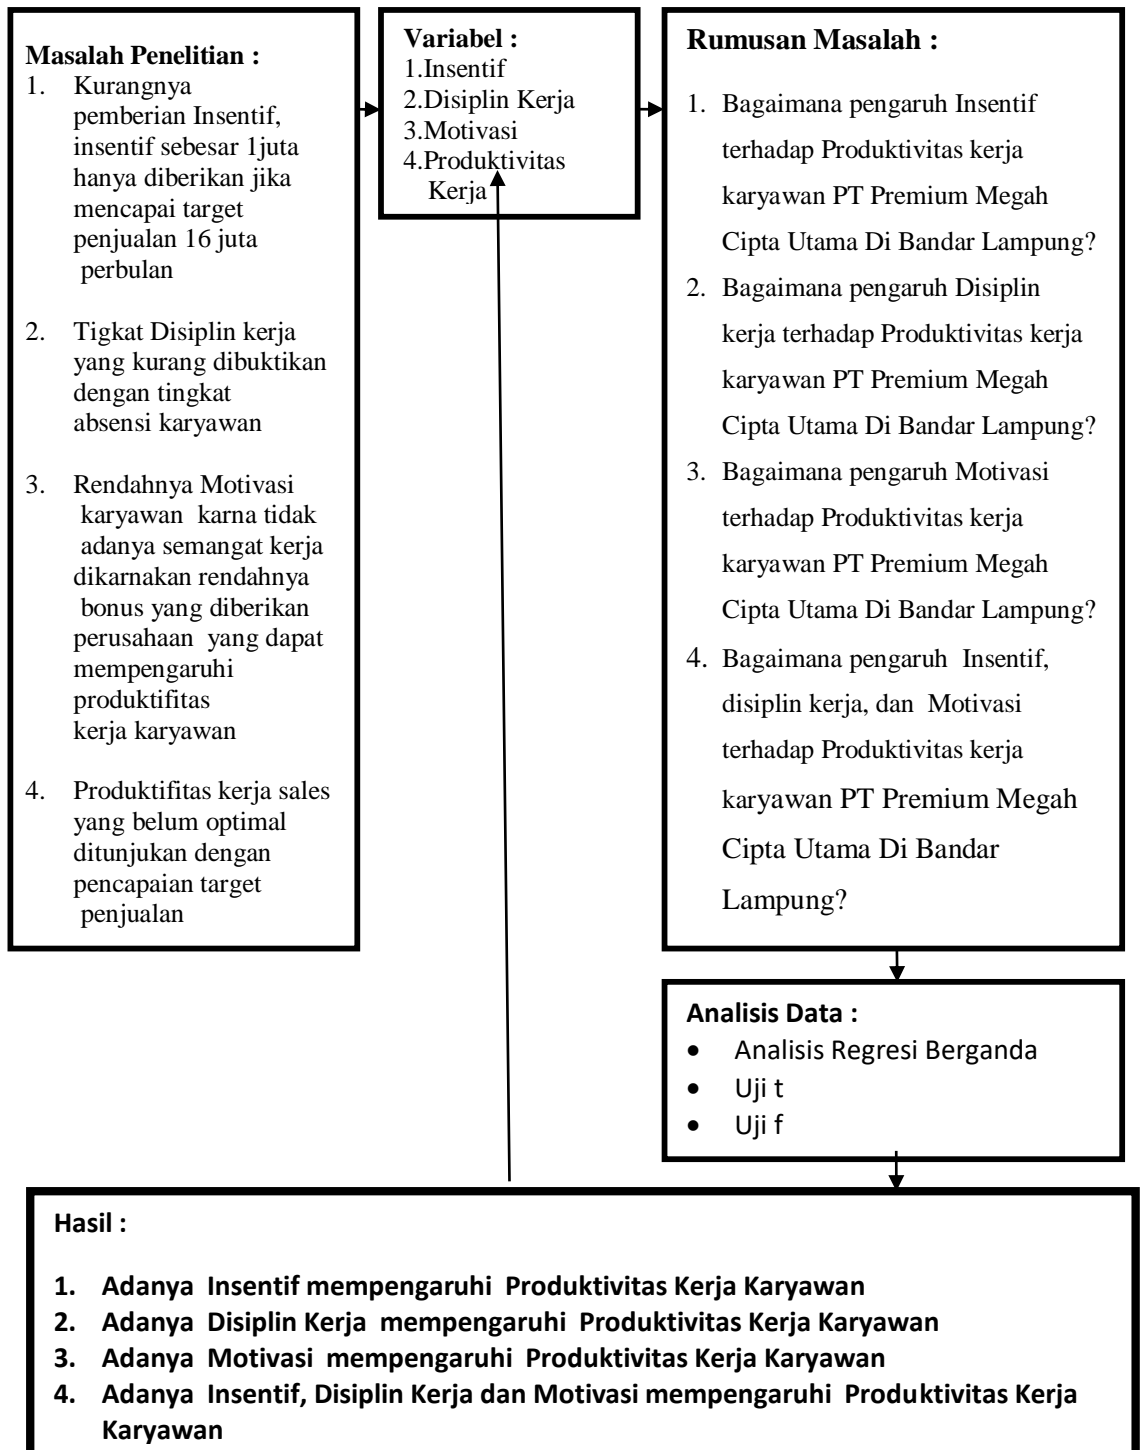 Masalah Penelitian :
1. Kurangnya
pemberian Insentif,
insentif sebesar 1juta
hanya diberikan jika
mencapai target
penjualan 16 juta
perbulan
2. Tigkat Disiplin kerja
yang kurang dibuktikan
dengan tingkat
absensi karyawan
3. Rendahnya Motivasi
karyawan karna tidak
adanya semangat kerja
dikarnakan rendahnya
bonus yang diberikan
perusahaan yang dapat
mempengaruhi
produktifitas
kerja karyawan
4. Produktifitas kerja sales
yang belum optimal
ditunjukan dengan
pencapaian target
penjualan
Variabel :
1.Insentif
2.Disiplin Kerja
3.Motivasi
4.Produktivitas
Kerja
Rumusan Masalah :
1. Bagaimana pengaruh Insentif
terhadap Produktivitas kerja
karyawan PT Premium Megah
Cipta Utama Di Bandar Lampung?
2. Bagaimana pengaruh Disiplin
kerja terhadap Produktivitas kerja
karyawan PT Premium Megah
Cipta Utama Di Bandar Lampung?
3. Bagaimana pengaruh Motivasi
terhadap Produktivitas kerja
karyawan PT Premium Megah
Cipta Utama Di Bandar Lampung?
4. Bagaimana pengaruh Insentif,
disiplin kerja, dan Motivasi
terhadap Produktivitas kerja
karyawan PT Premium Megah
Cipta Utama Di Bandar
Lampung?
Analisis Data :
• Analisis Regresi Berganda
• Uji t
• Uji f
Hasil :
1. Adanya Insentif mempengaruhi Produktivitas Kerja Karyawan
2. Adanya Disiplin Kerja mempengaruhi Produktivitas Kerja Karyawan
3. Adanya Motivasi mempengaruhi Produktivitas Kerja Karyawan
4. Adanya Insentif, Disiplin Kerja dan Motivasi mempengaruhi Produktivitas Kerja
Karyawan